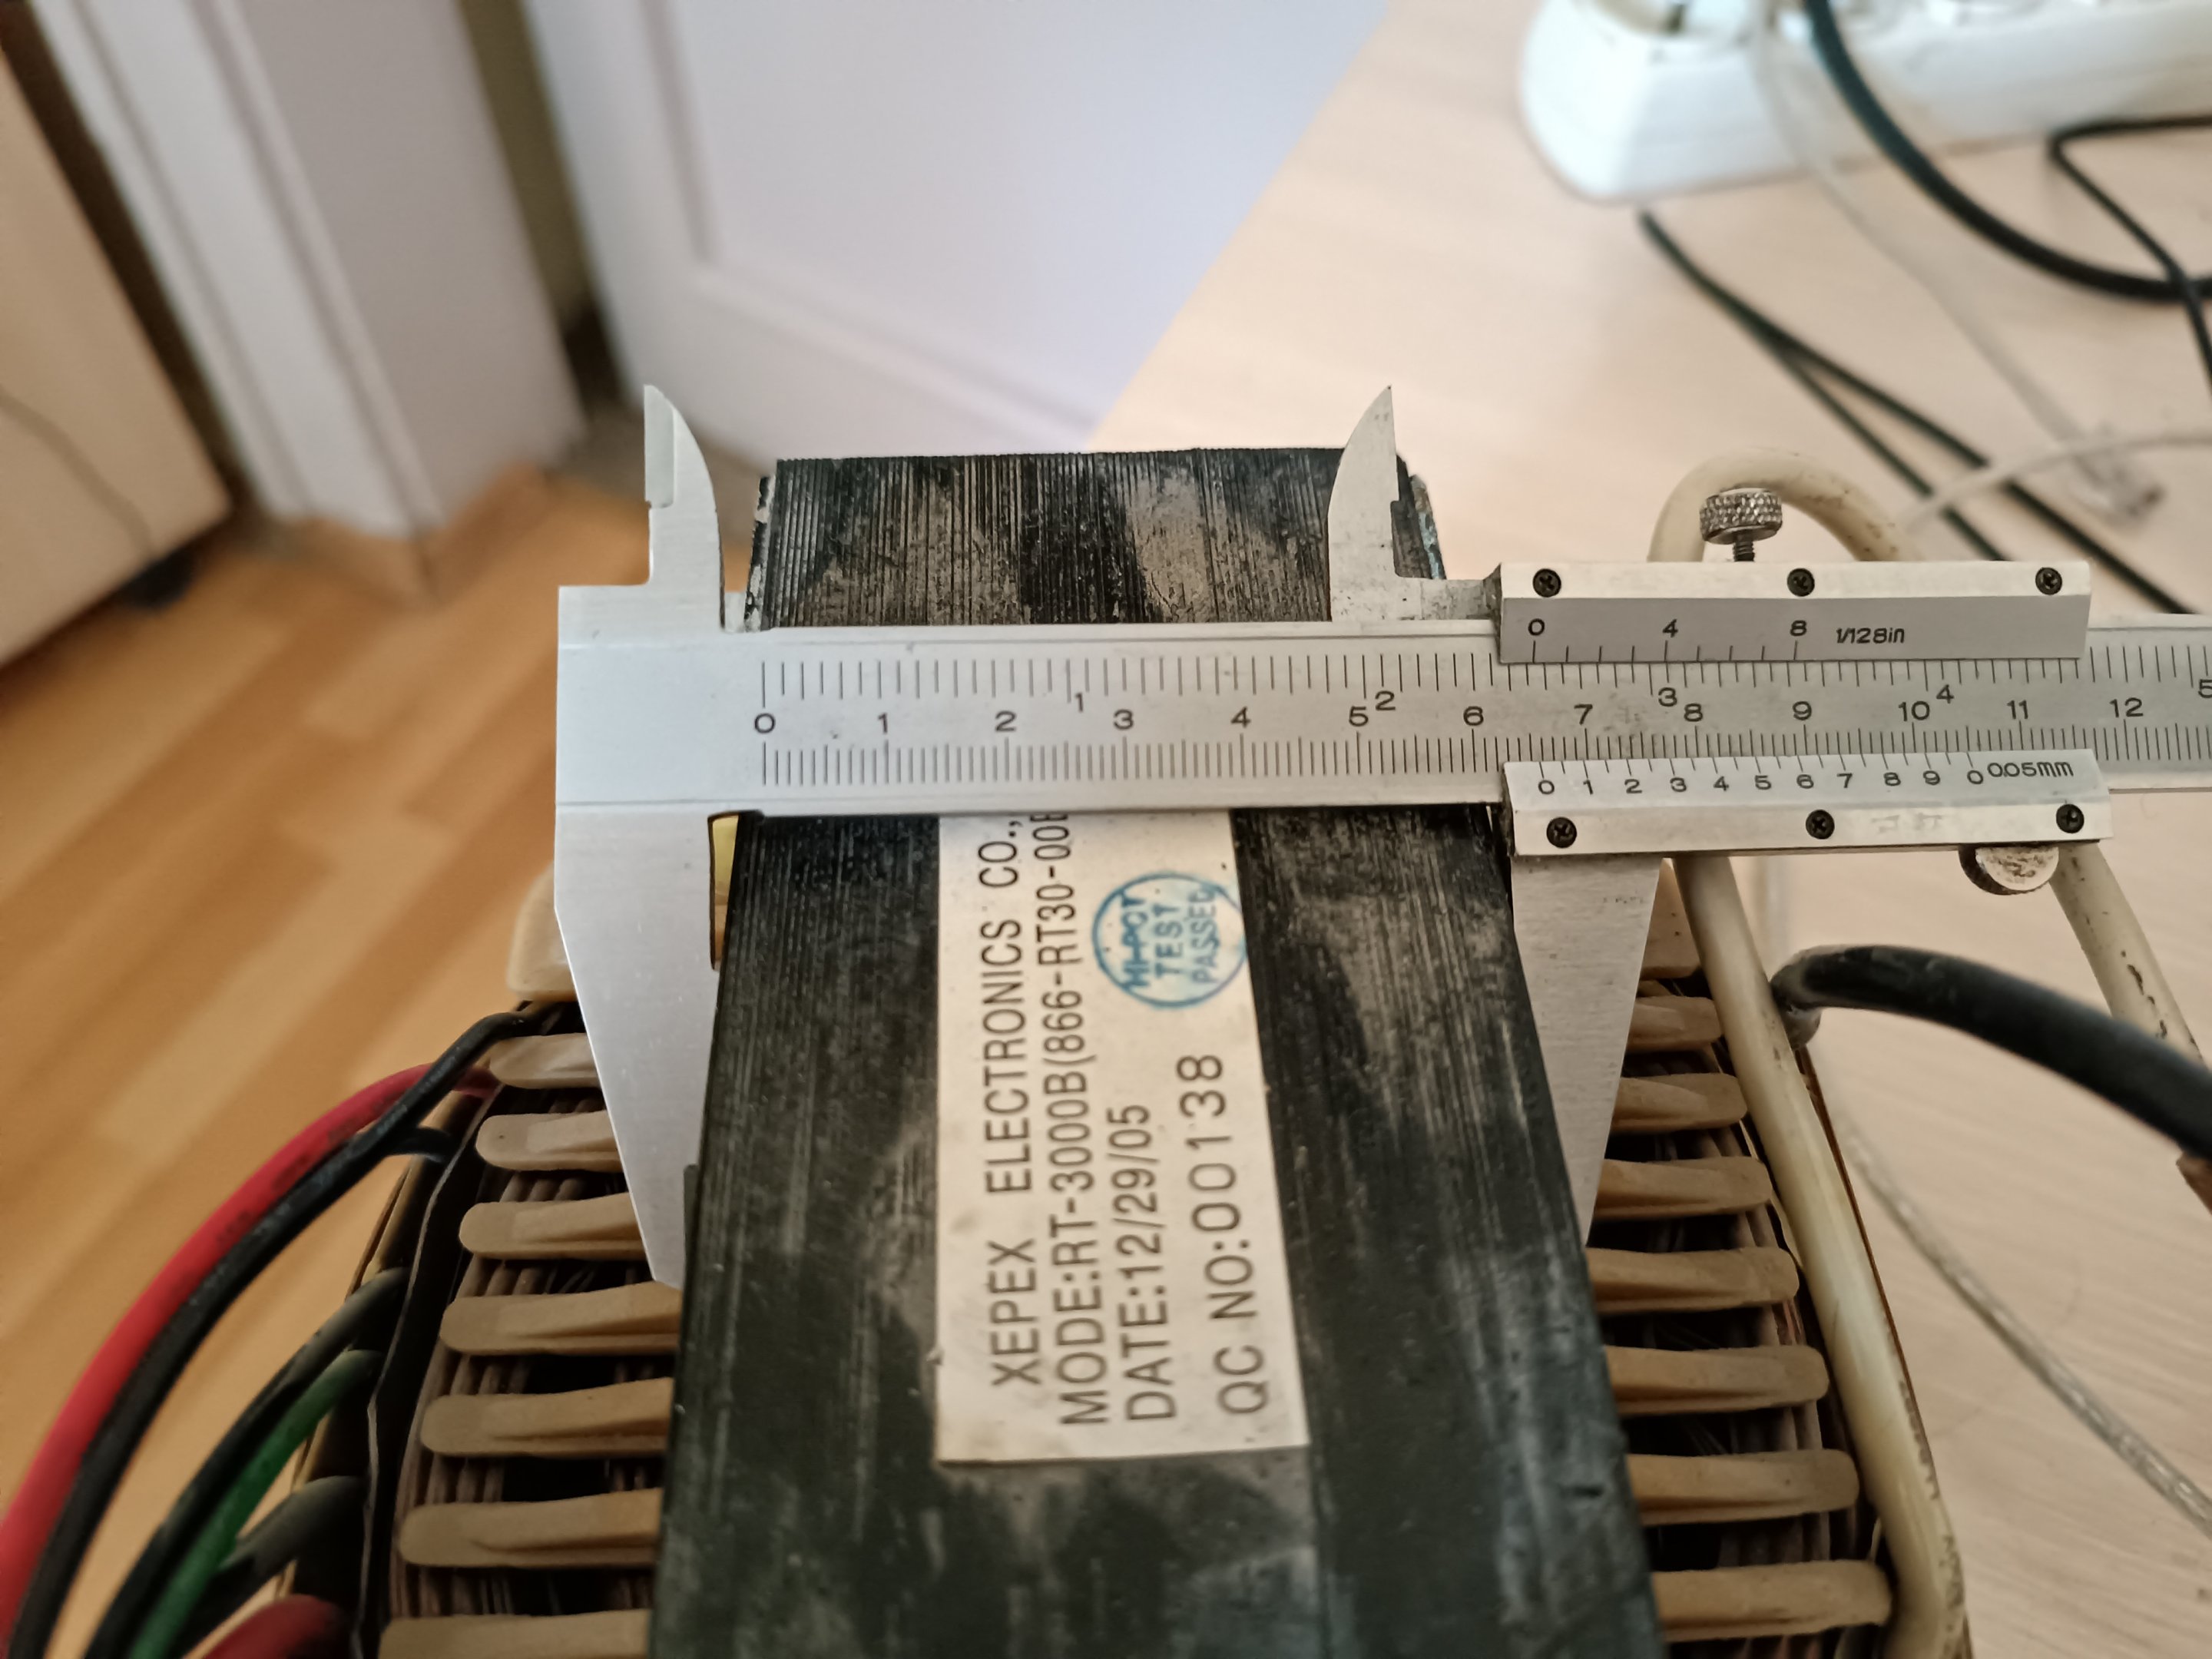 0 4 8 1/128in
1 2 3 4 5
0 1 2 3 4 5 6 7 8 9 10 11 12
0 1 2 3 4 5 6 7 8 9 0 0.05mm
XEPEX ELECTRONICS CO.,
MODE:RT-3000B(866-RT30-00
DATE:12/29/05
QC NO:00138
HI-POT
TEST
PASSED